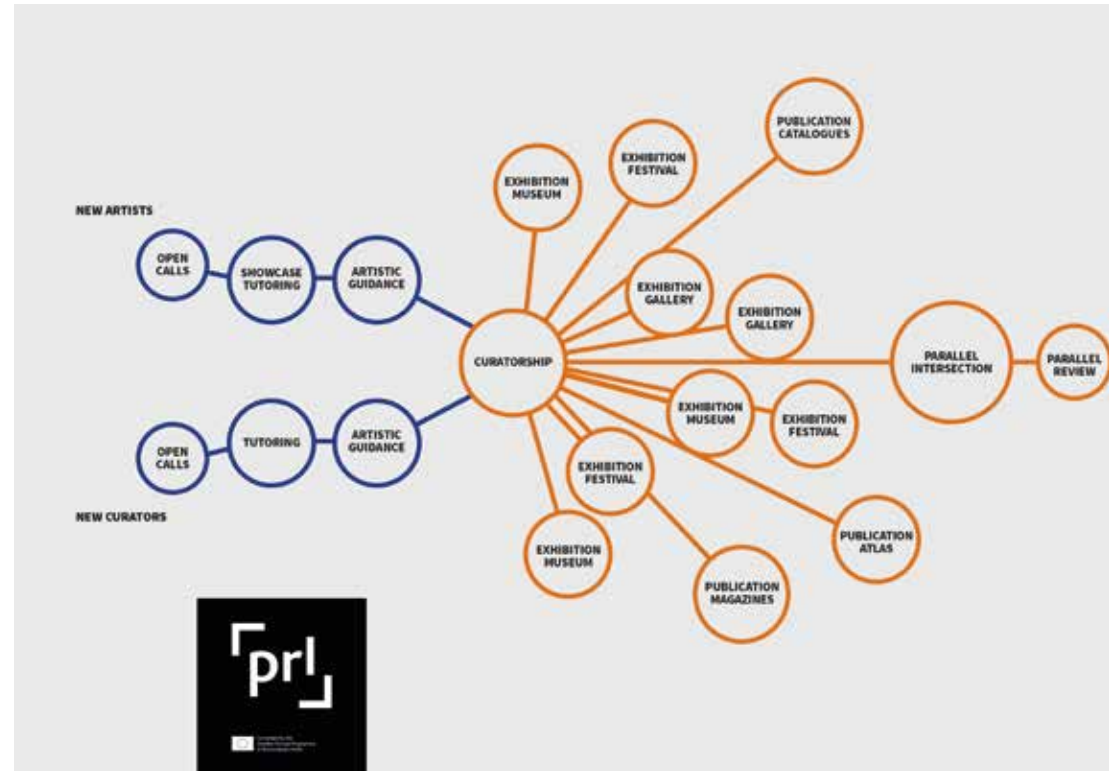 PUBLICATION
CATALOGUES
EXHIBITION
FESTIVAL
EXHIBITION
MUSEUM
NEW ARTISTS
OPEN
CALLS
SHOWCASE
TUTORING
ARTISTIC
GUIDANCE
EXHIBITION
GALLERY
EXHIBITION
GALLERY
CURATORSHIP
PARALLEL
INTERSECTION
PARALLEL
REVIEW
EXHIBITION
MUSEUM
EXHIBITION
FESTIVAL
OPEN
CALLS
TUTORING
ARTISTIC
GUIDANCE
EXHIBITION
FESTIVAL
NEW CURATORS
EXHIBITION
MUSEUM
PUBLICATION
ATLAS
PUBLICATION
MAGAZINES
prl